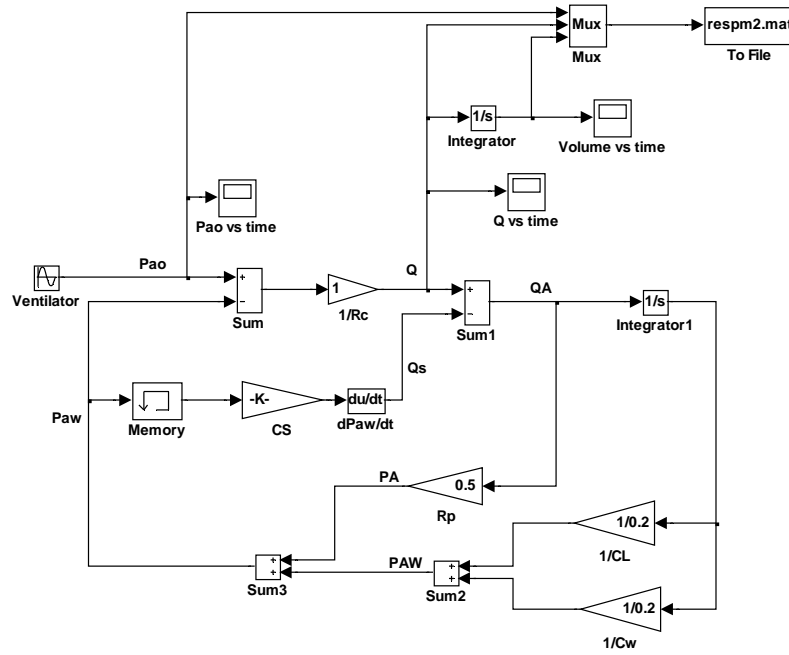 Mux
respm2.mat
Mux
To File
1/s
Integrator
Volume vs time
Pao vs time
Q vs time
Pao
Q
QA
Ventilator
+
−
Sum
1
1/Rc
+
−
Sum1
1/s
Integrator1
Qs
Paw
Memory
-K-
CS
du/dt
dPaw/dt
PA
0.5
Rp
1/0.2
1/CL
PAW
+
+
Sum3
+
+
Sum2
1/0.2
1/Cw